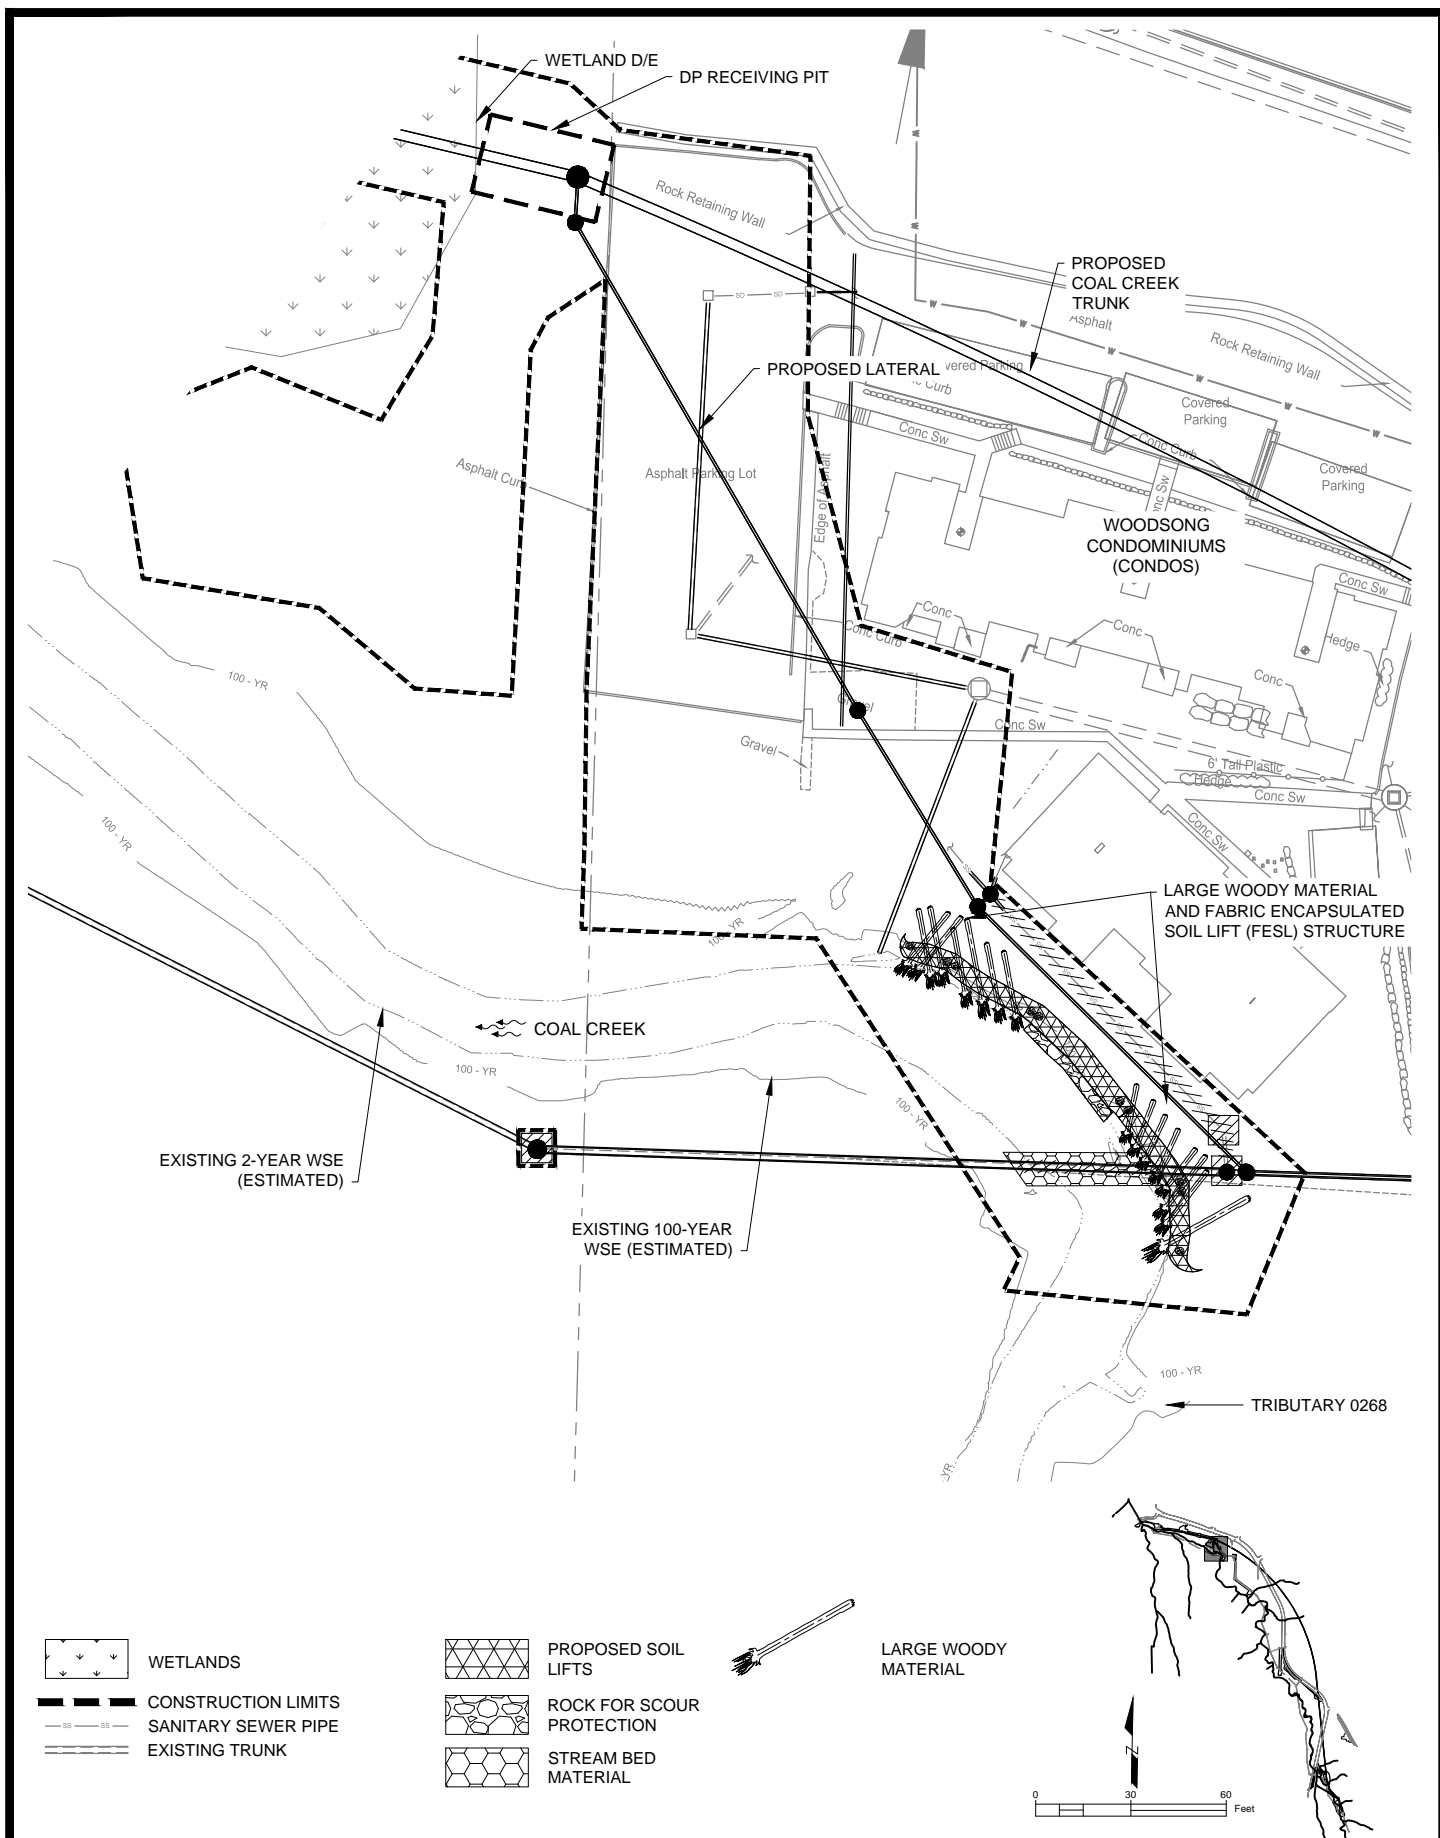 WETLAND D/E
DP RECEIVING PIT
Rock Retaining Wall
PROPOSED
COAL CREEK
TRUNK
Asphalt
Rock Retaining Wall
W
W
W
W
W
W
W
W
SD
SD
PROPOSED LATERAL
vered Parking
Curb
Covered
Parking
Conc Sw
Conc Curb
Covered
Parking
Asphalt
Asphalt Parking Lot
Edge of Asphalt
WOODSONG
CONDOMINIUMS
(CONDOS)
Conc Sw
Conc
Conc Curb
Conc
Hedge
Conc
100 - YR
Gravel
Conc Sw
6' Tall Plastic
Hedge
Conc Sw
Conc Sw
100 - YR
LARGE WOODY MATERIAL
AND FABRIC ENCAPSULATED
SOIL LIFT (FESL) STRUCTURE
100 - YR
COAL CREEK
100 - YR
100 - YR
EXISTING 2-YEAR WSE
(ESTIMATED)
EXISTING 100-YEAR
WSE (ESTIMATED)
100 - YR
TRIBUTARY 0268
YR
WETLANDS
CONSTRUCTION LIMITS
SS SS
SANITARY SEWER PIPE
EXISTING TRUNK
PROPOSED SOIL
LIFTS
ROCK FOR SCOUR
PROTECTION
STREAM BED
MATERIAL
LARGE WOODY
MATERIAL
N
0 30 60
Feet